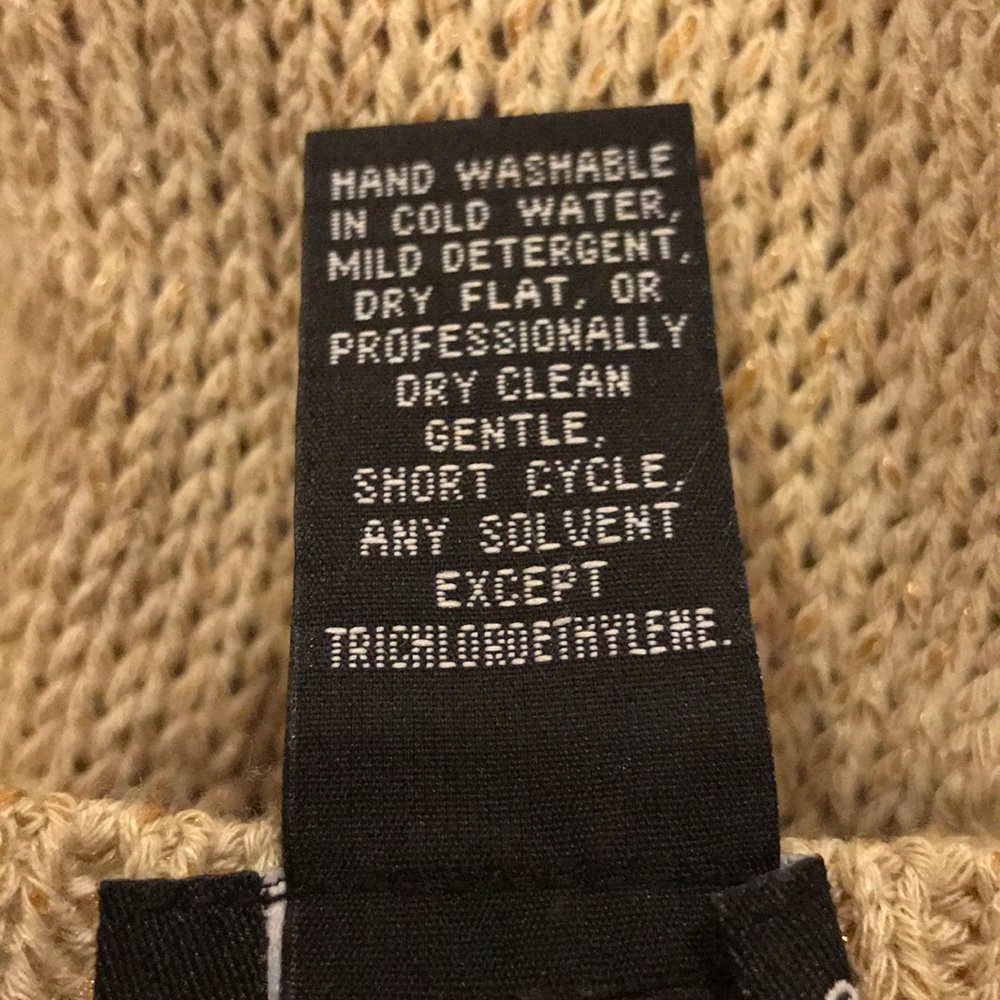 HAND WASHABLE
IN COLD WATER,
MILD DETERGENT,
DRY FLAT, OR
PROFESSIONALLY
DRY CLEAN
GENTLE,
SHORT CYCLE,
ANY SOLVENT
EXCEPT
TRICHLOROETHYLENE.